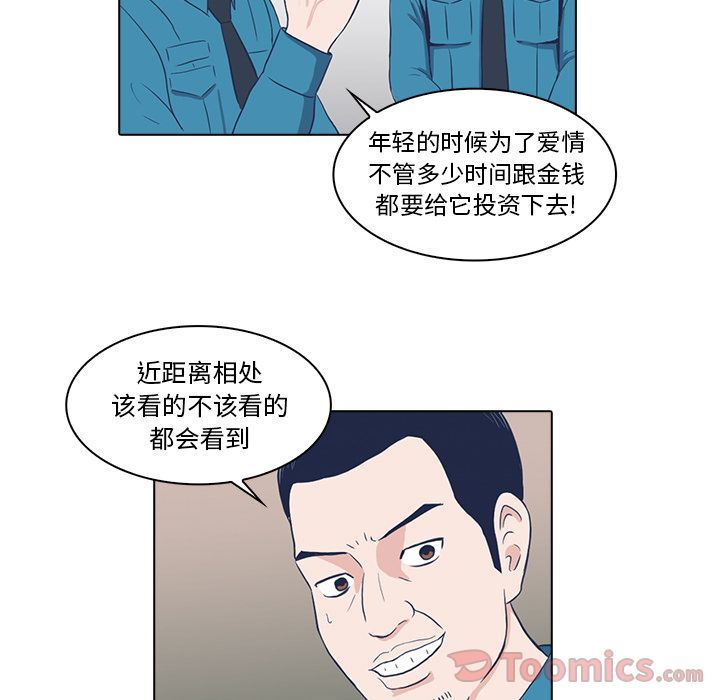 年轻的时候为了爱情
不管多少时间跟金钱
都要给它投资下去!
近距离相处
该看的不该看的
都会看到
Toomics.com